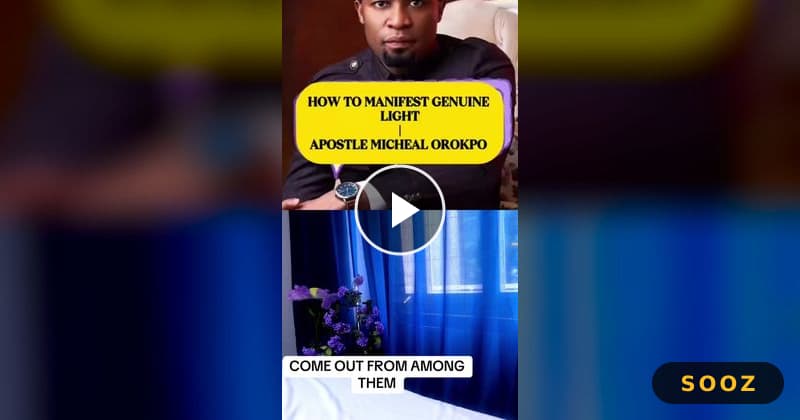 HOW TO MANIFEST GENUINE
LIGHT
|
APOSTLE MICHEAL OROKPO
COME OUT FROM AMONG
THEM
SOOZ